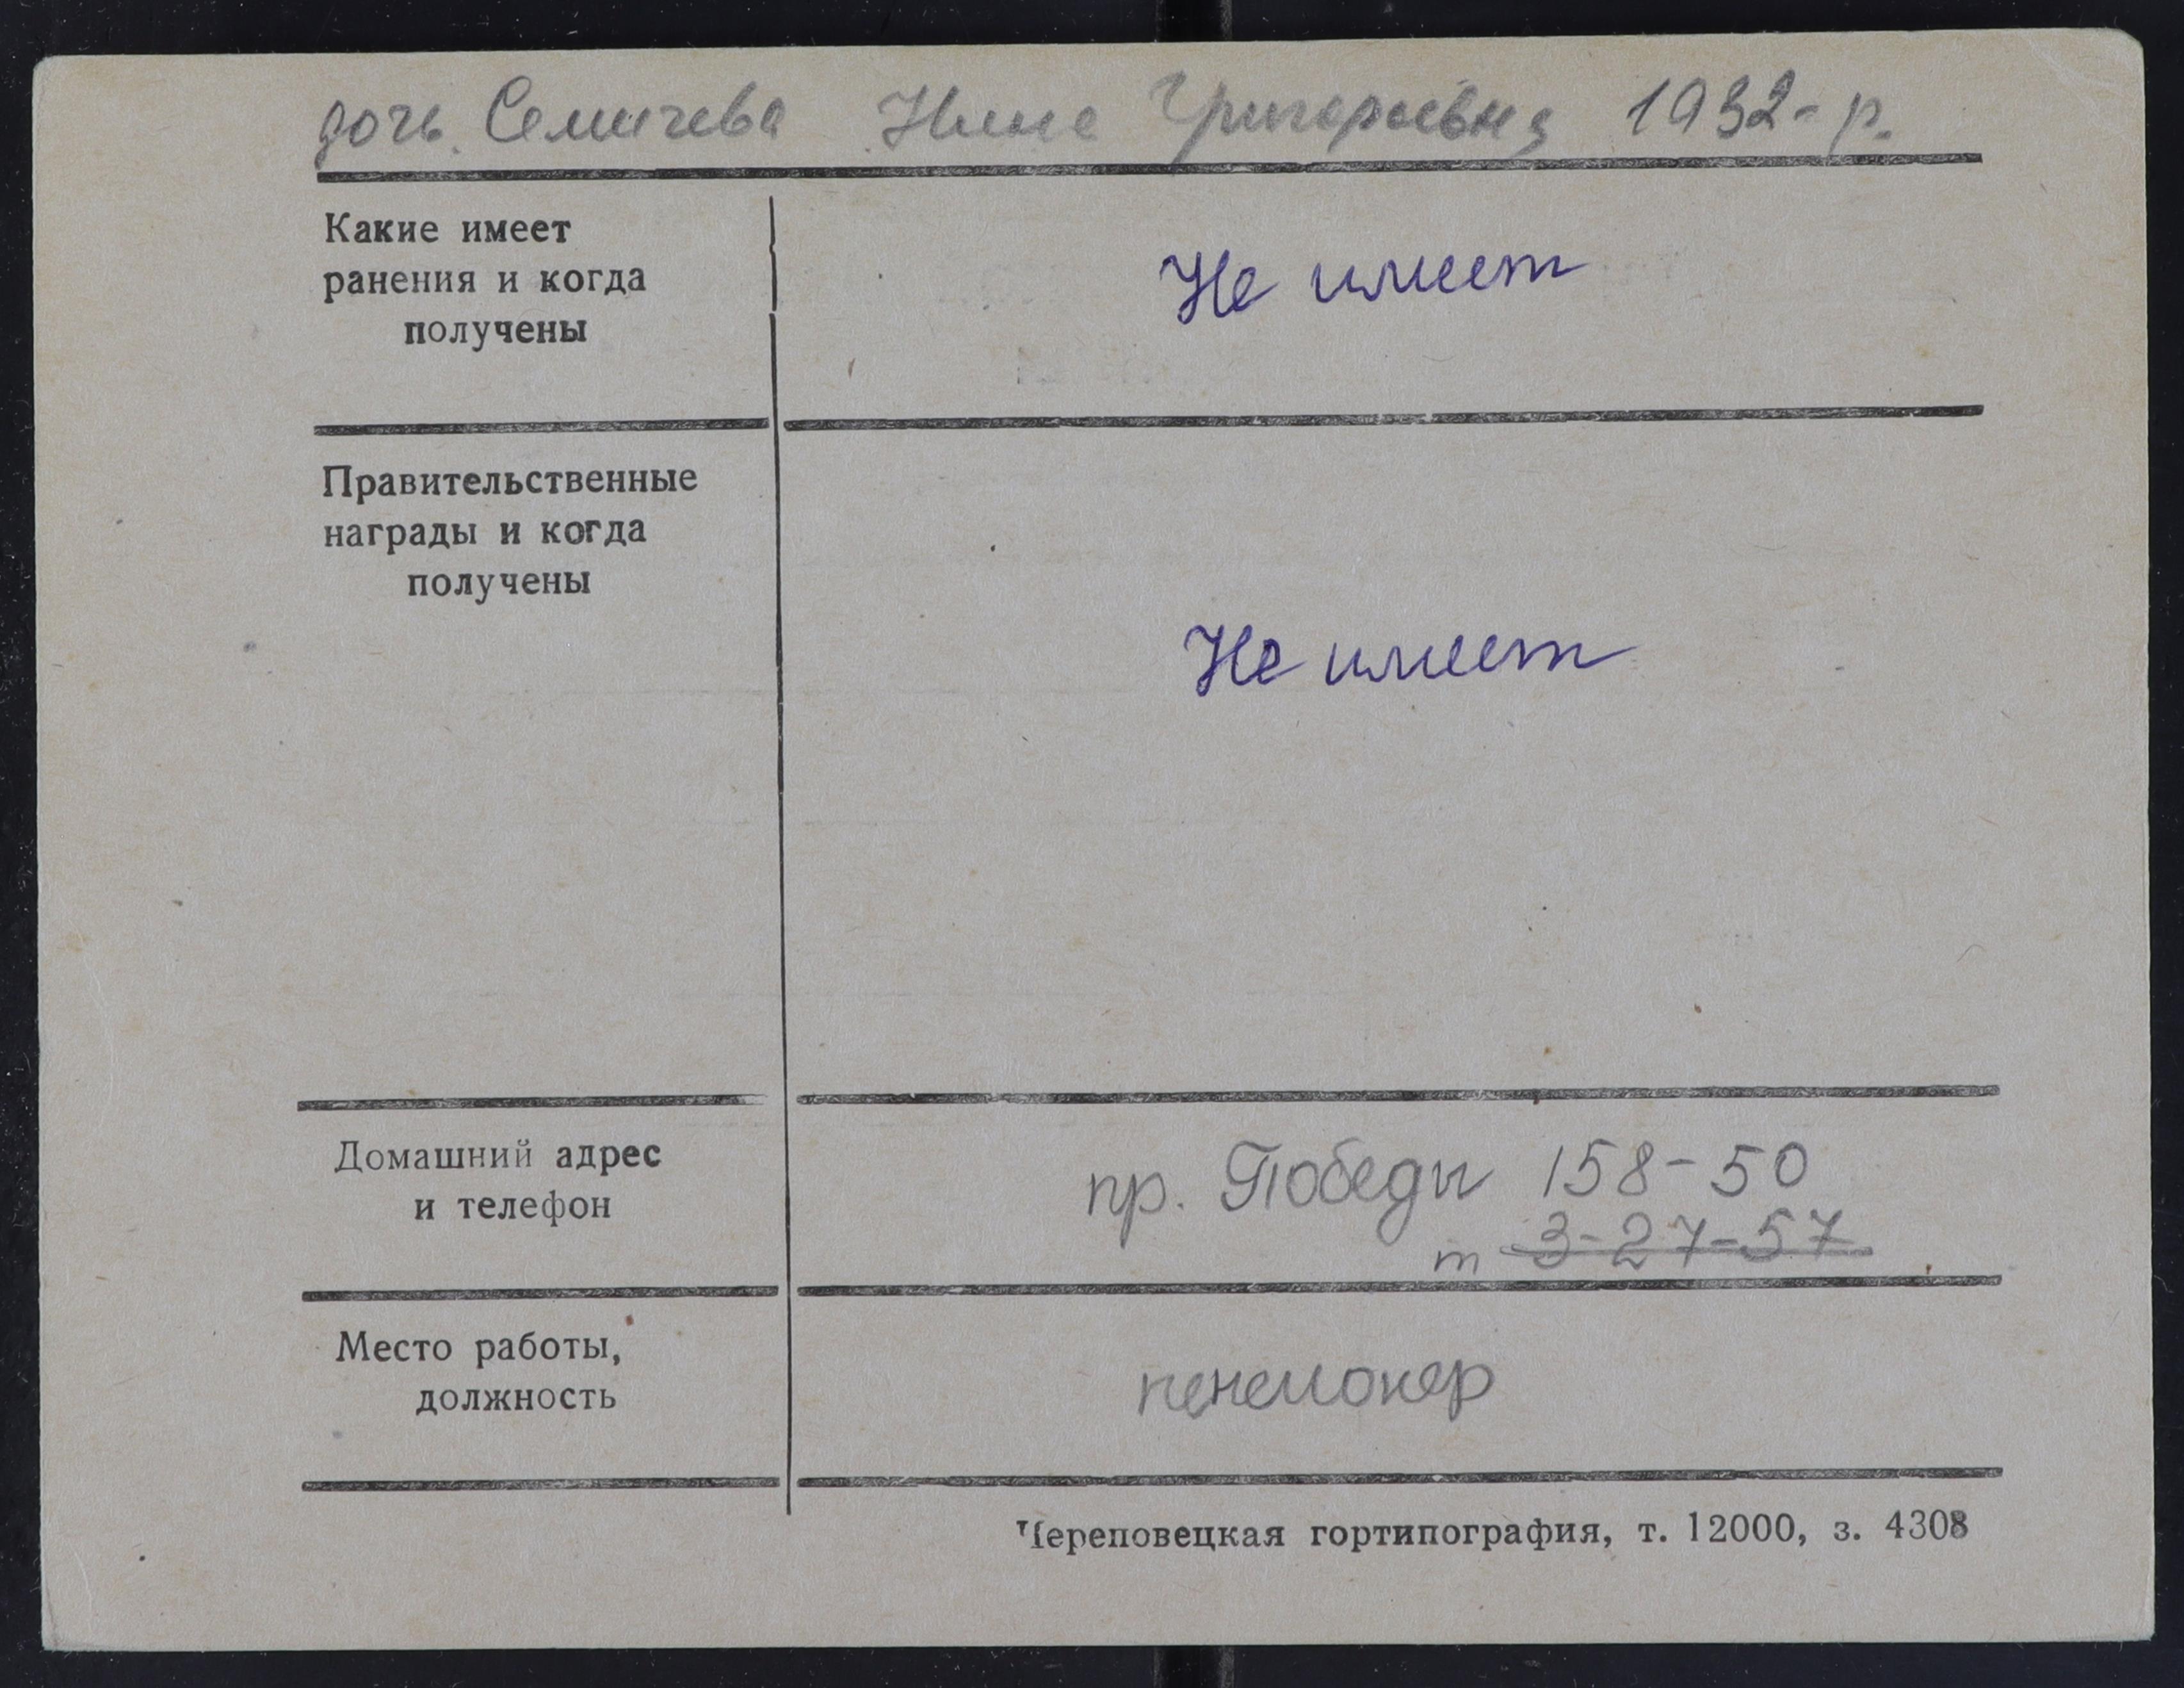 дочь Семичева Нина Григорьевна 1932-р.
Какие имеет
ранения и когда
получены
Не имеет
Правительственные
награды и когда
получены
Не имеет
Домашний адрес
и телефон
пр. Победы 158-50
т 3-27-57
Место работы,
должность
пенсионер
Череповецкая гортипография, т. 12000, з. 4308